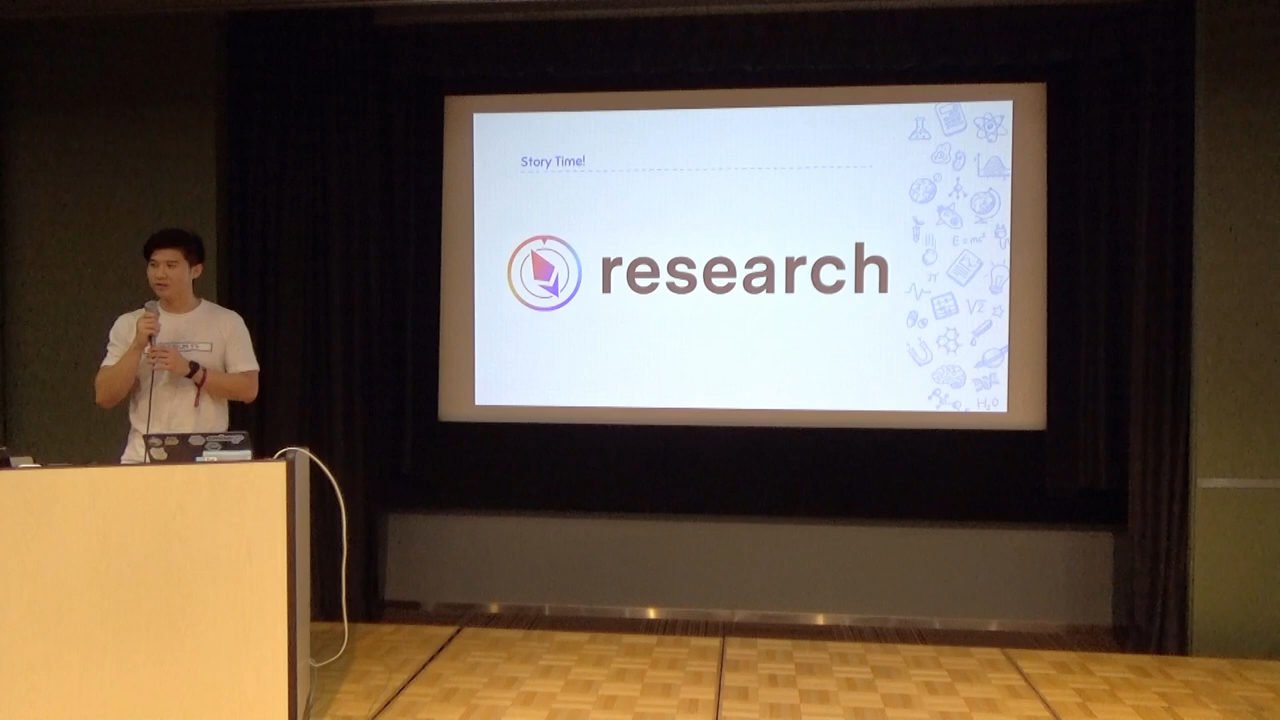 Story Time!
research
E=mc²
π
√Σ
H₂O